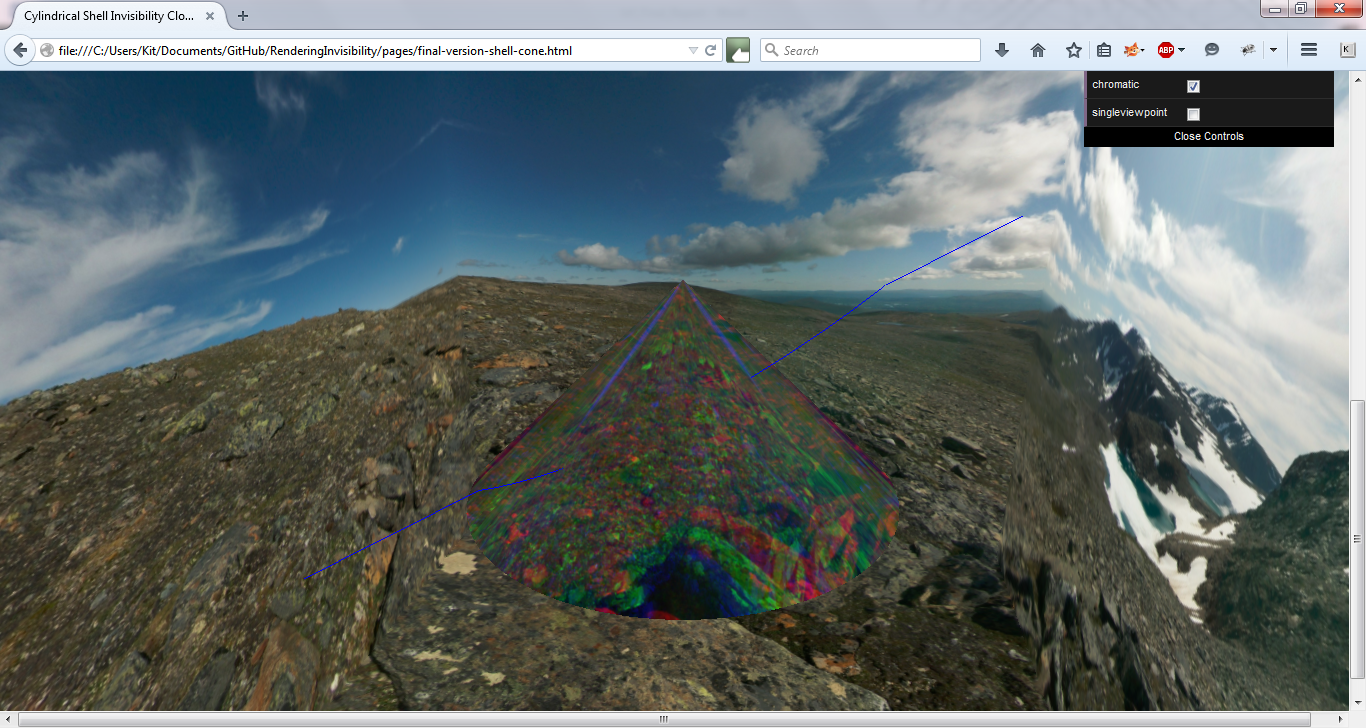 Cylindrical Shell Invisibility Clo...
file:///C:/Users/Kit/Documents/GitHub/RenderingInvisibility/pages/final-version-shell-cone.html
Search
ABP
K
chromatic
singleviewpoint
Close Controls